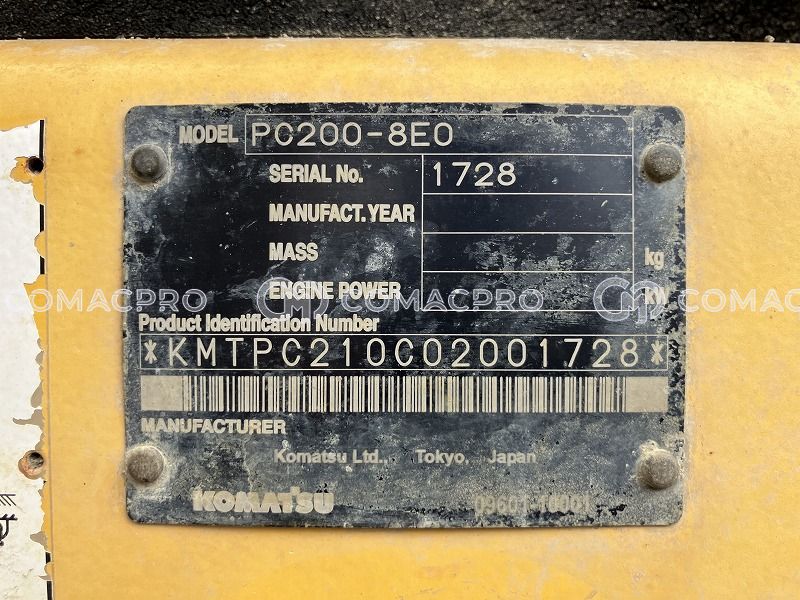 MODEL PC200-8E0
SERIAL No. 1728
MANUFACT.YEAR
MASS kg
ENGINE POWER kW
COMACPRO COMACPRO COMAC
Product Identification Number
*KMTPC210C02001728*
MANUFACTURER
Komatsu Ltd., Tokyo, Japan
KOMATSU